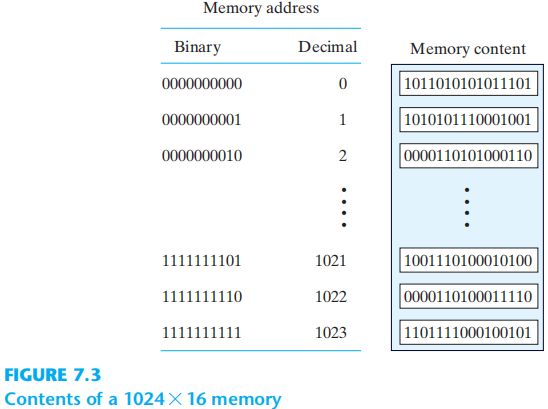 Memory address
Binary Decimal Memory content
0000000000 0 1011010101011101
0000000001 1 1010101110001001
0000000010 2 0000110101000110
1111111101 1021 1001110100010100
1111111110 1022 0000110100011110
1111111111 1023 1101111000100101
FIGURE 7.3
Contents of a 1024 × 16 memory